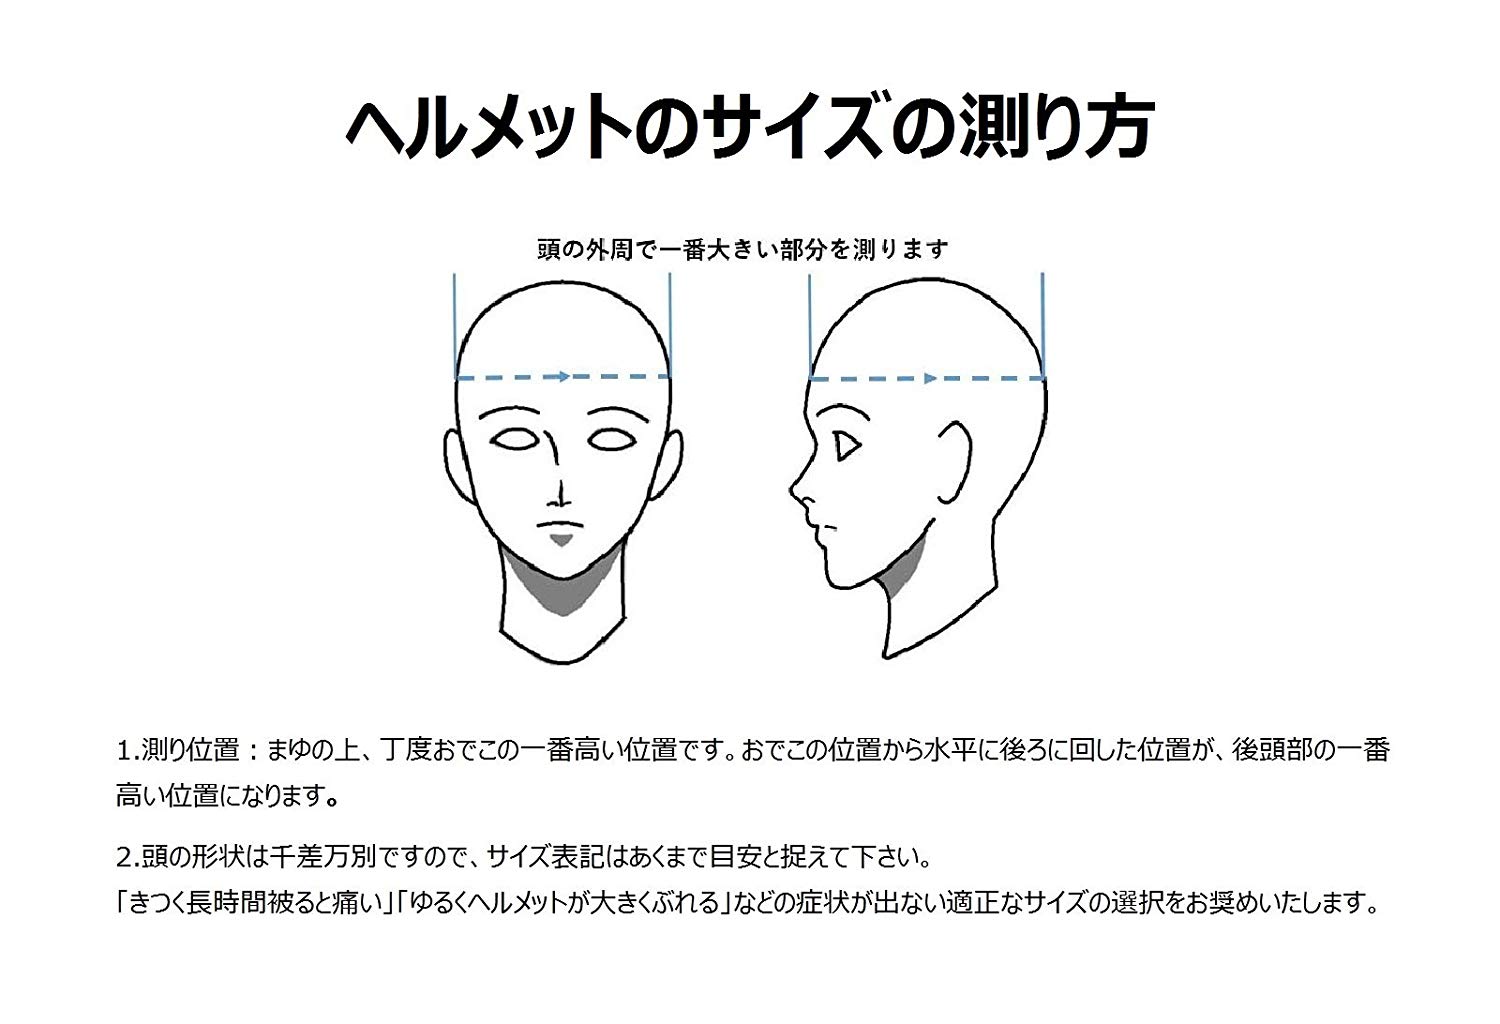 ヘルメットのサイズの測り方
頭の外周で一番大きい部分を測ります
1.測り位置：まゆの上、丁度おでこの一番高い位置です。おでこの位置から水平に後ろに回した位置が、後頭部の一番
高い位置になります。
2.頭の形状は千差万別ですので、サイズ表記はあくまで目安と捉えて下さい。
「きつく長時間被ると痛い」「ゆるくヘルメットが大きくぶれる」などの症状が出ない適正なサイズの選択をお奨めいたします。